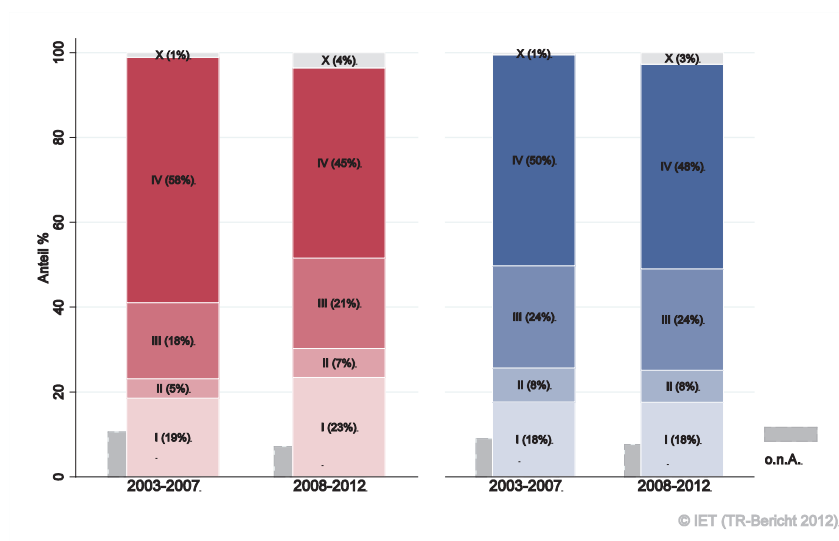 Anteil %
100
80
60
40
20
0
X (1%).
IV (58%).
III (18%).
II (5%).
I (19%).
2003-2007.
X (4%).
IV (45%).
III (21%).
II (7%).
I (23%).
2008-2012.
X (1%).
IV (50%).
III (24%).
II (8%).
I (18%).
2003-2007.
X (3%).
IV (48%).
III (24%).
II (8%).
I (18%).
2008-2012.
o.n.A..
© IET (TR-Bericht 2012)